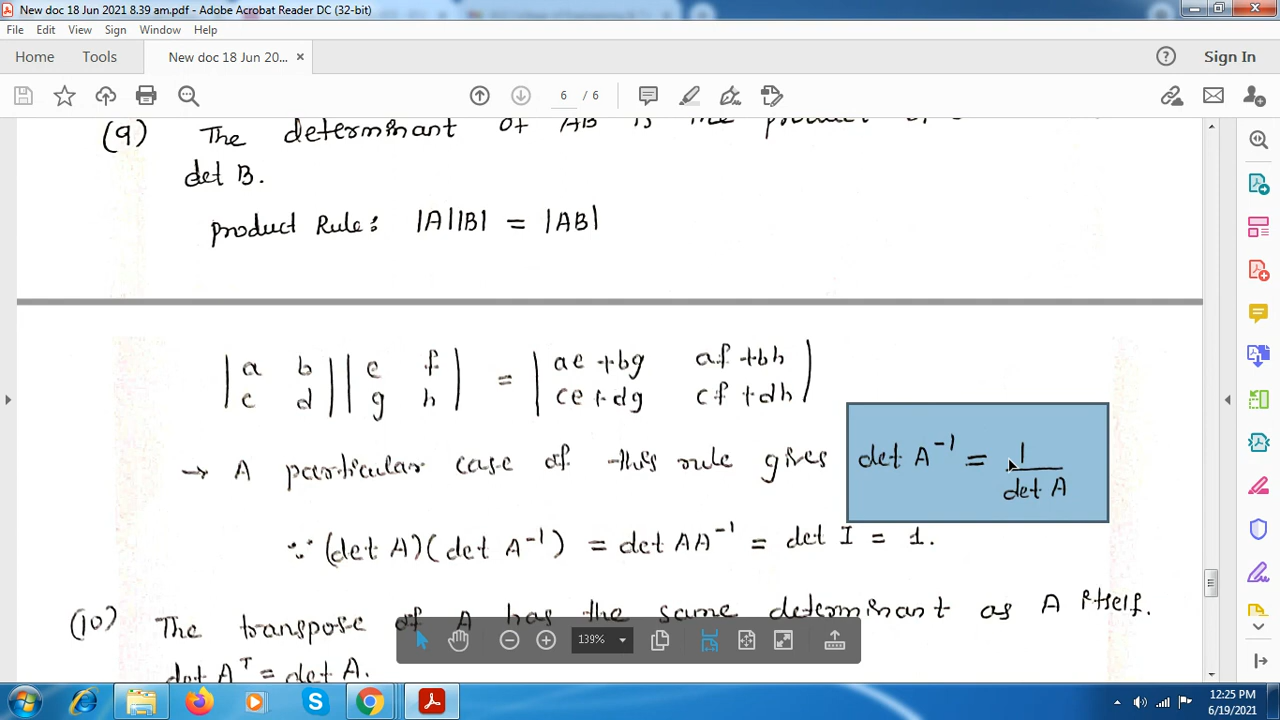 New doc 18 Jun 2021 8.39 am.pdf - Adobe Acrobat Reader DC (32-bit)
File Edit View Sign Window Help
Home Tools New doc 18 Jun 20... × Sign In
6 / 6
(9) The determinant of AB is the product of
det B.
Product Rule: |A||B| = |AB|
|a b| |e f| = |ae+bg af+bh|
|c d| |g h| |ce+dg cf+dh|
→ A particular case of this rule gives det A⁻¹ = 1/det A
∵ (det A)(det A⁻¹) = det AA⁻¹ = det I = 1.
(10) The transpose of A has the same determinant as A itself.
det Aᵀ = det A.
139%
12:25 PM
6/19/2021